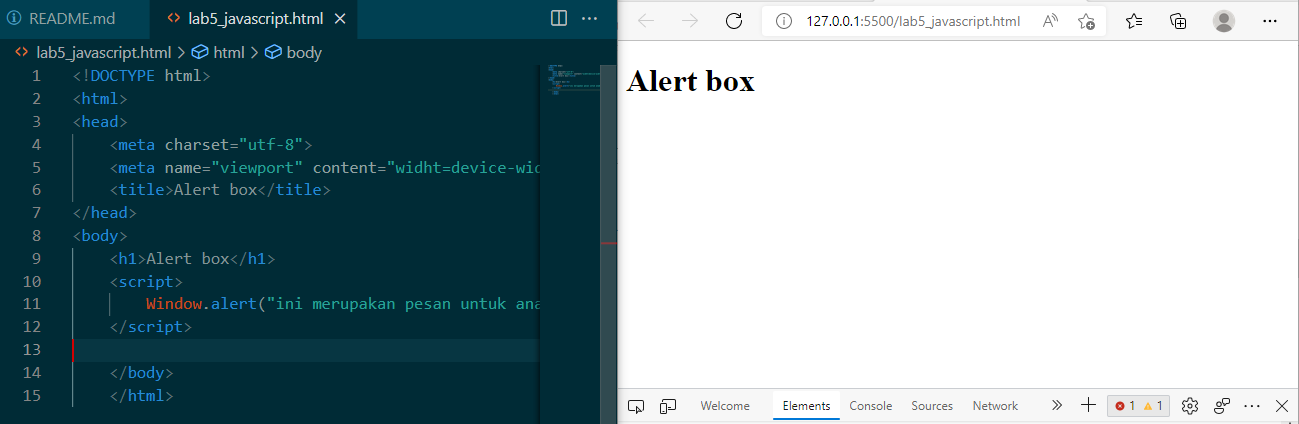 README.md
lab5_javascript.html
lab5_javascript.html > html > body
1 <!DOCTYPE html>
2 <html>
3 <head>
4 <meta charset="utf-8">
5 <meta name="viewport" content="widht=device-wid
6 <title>Alert box</title>
7 </head>
8 <body>
9 <h1>Alert box</h1>
10 <script>
11 Window.alert("ini merupakan pesan untuk ana
12 </script>
13
14 </body>
15 </html>
127.0.0.1:5500/lab5_javascript.html
Alert box
Welcome Elements Console Sources Network 1 1